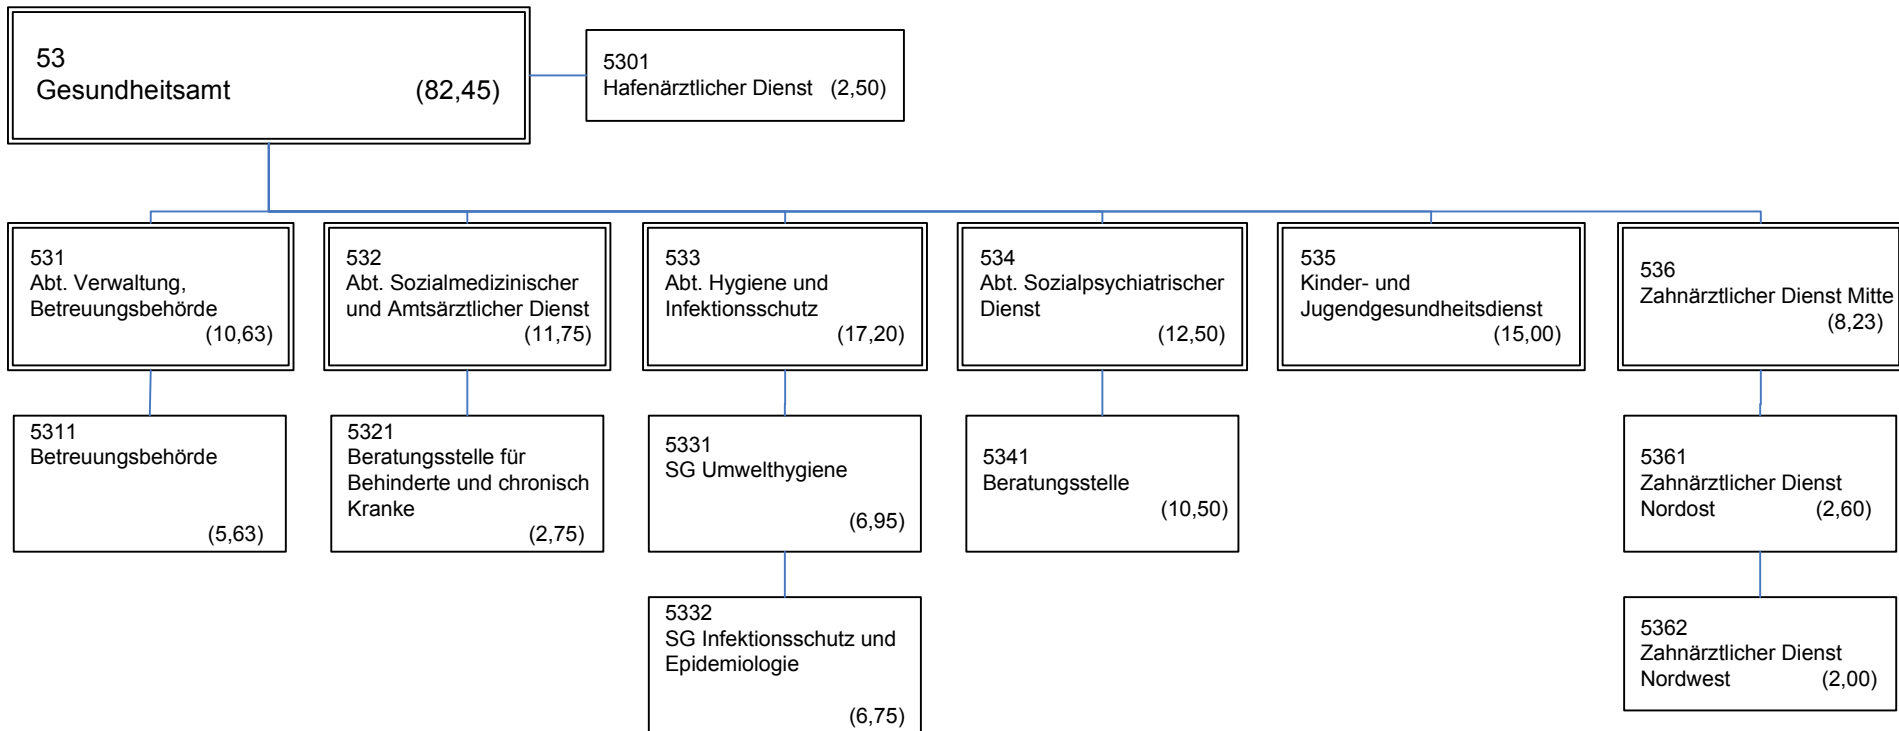 53
Gesundheitsamt (82,45)
5301
Hafenärztlicher Dienst (2,50)
531
Abt. Verwaltung,
Betreuungsbehörde
(10,63)
532
Abt. Sozialmedizinischer
und Amtsärztlicher Dienst
(11,75)
533
Abt. Hygiene und
Infektionsschutz
(17,20)
534
Abt. Sozialpsychiatrischer
Dienst
(12,50)
535
Kinder- und
Jugendgesundheitsdienst
(15,00)
536
Zahnärztlicher Dienst Mitte
(8,23)
5311
Betreuungsbehörde
(5,63)
5321
Beratungsstelle für
Behinderte und chronisch
Kranke
(2,75)
5331
SG Umwelthygiene
(6,95)
5341
Beratungsstelle
(10,50)
5361
Zahnärztlicher Dienst
Nordost (2,60)
5332
SG Infektionsschutz und
Epidemiologie
(6,75)
5362
Zahnärztlicher Dienst
Nordwest (2,00)